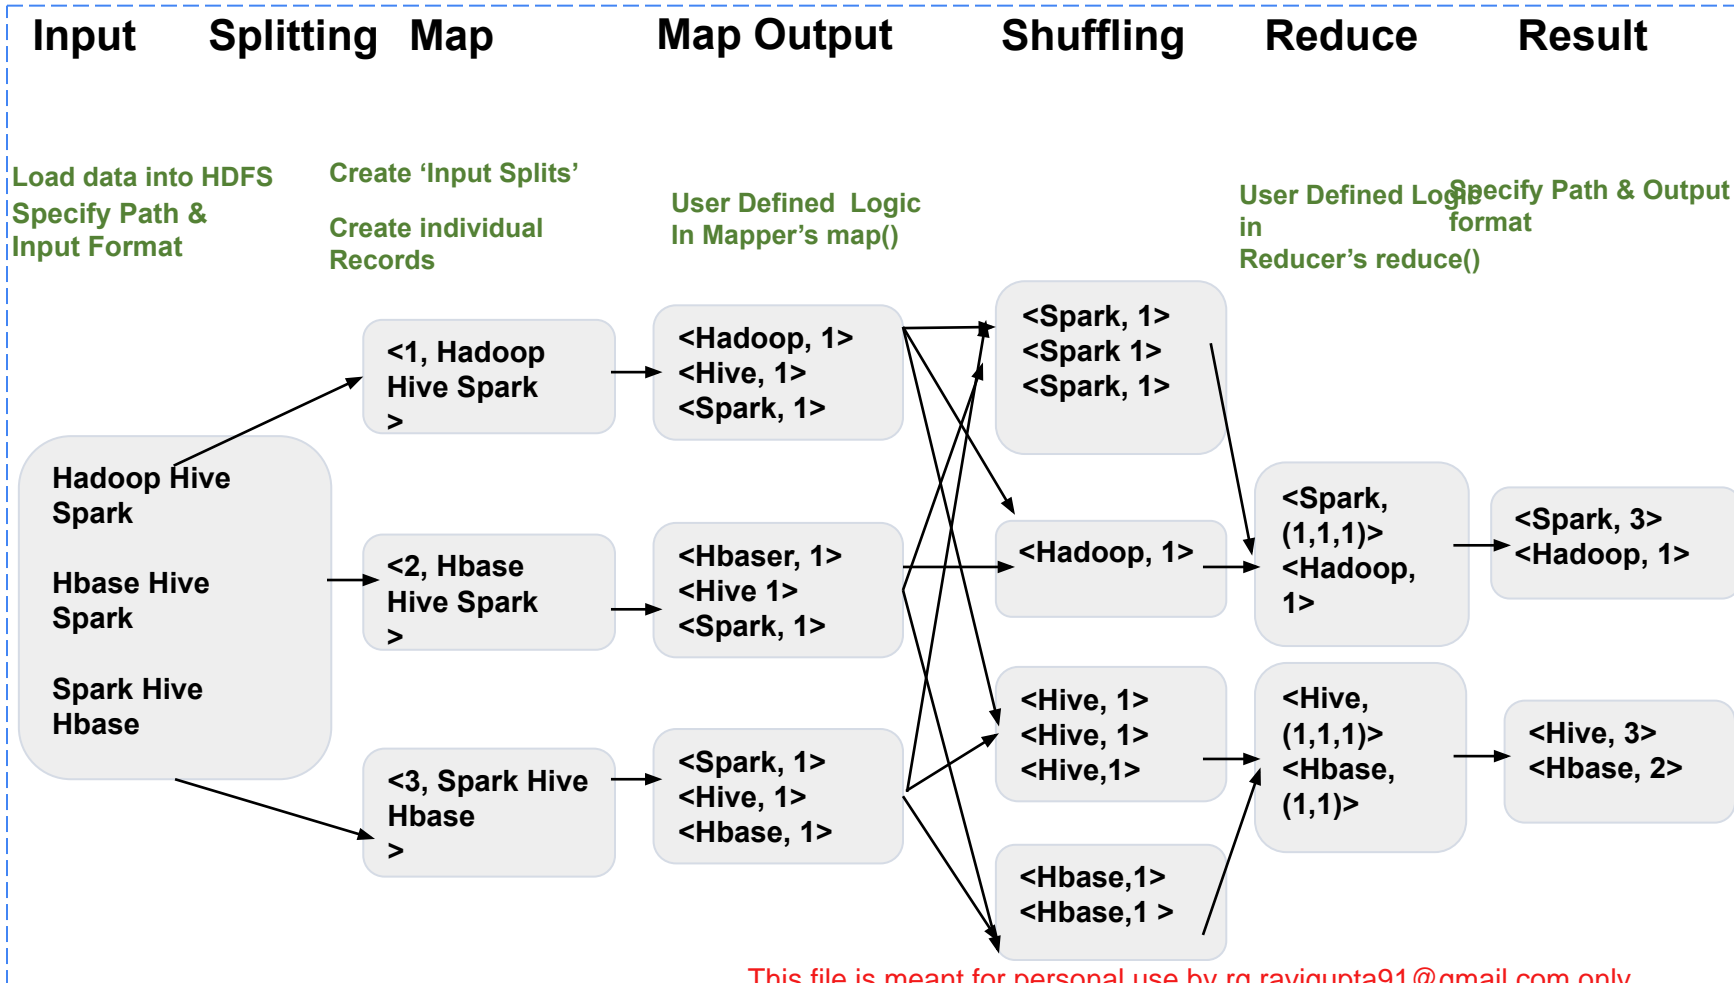 Input Splitting Map Map Output Shuffling Reduce Result
Load data into HDFS
Specify Path &
Input Format
Create ‘Input Splits’
Create individual
Records
User Defined Logic
In Mapper’s map()
User Defined Logic
in
Reducer’s reduce()
Specify Path & Output
format
Hadoop Hive
Spark
Hbase Hive
Spark
Spark Hive
Hbase
<1, Hadoop
Hive Spark
>
<2, Hbase
Hive Spark
>
<3, Spark Hive
Hbase
>
<Hadoop, 1>
<Hive, 1>
<Spark, 1>
<Hbaser, 1>
<Hive 1>
<Spark, 1>
<Spark, 1>
<Hive, 1>
<Hbase, 1>
<Spark, 1>
<Spark 1>
<Spark, 1>
<Hadoop, 1>
<Hive, 1>
<Hive, 1>
<Hive,1>
<Hbase,1>
<Hbase,1 >
<Spark,
(1,1,1)>
<Hadoop,
1>
<Hive,
(1,1,1)>
<Hbase,
(1,1)>
<Spark, 3>
<Hadoop, 1>
<Hive, 3>
<Hbase, 2>
This file is meant for personal use by rg.ravigupta91@gmail.com only